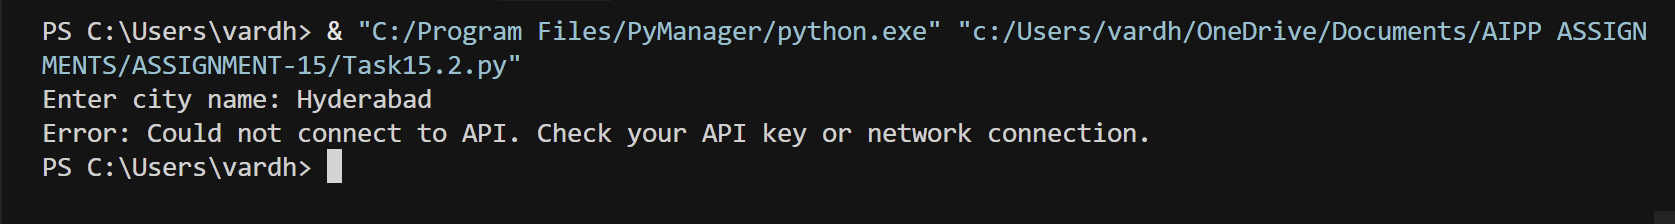 PS C:\Users\vardh> & "C:/Program Files/PyManager/python.exe" "c:/Users/vardh/OneDrive/Documents/AIPP ASSIGN
MENTS/ASSIGNMENT-15/Task15.2.py"
Enter city name: Hyderabad
Error: Could not connect to API. Check your API key or network connection.
PS C:\Users\vardh>